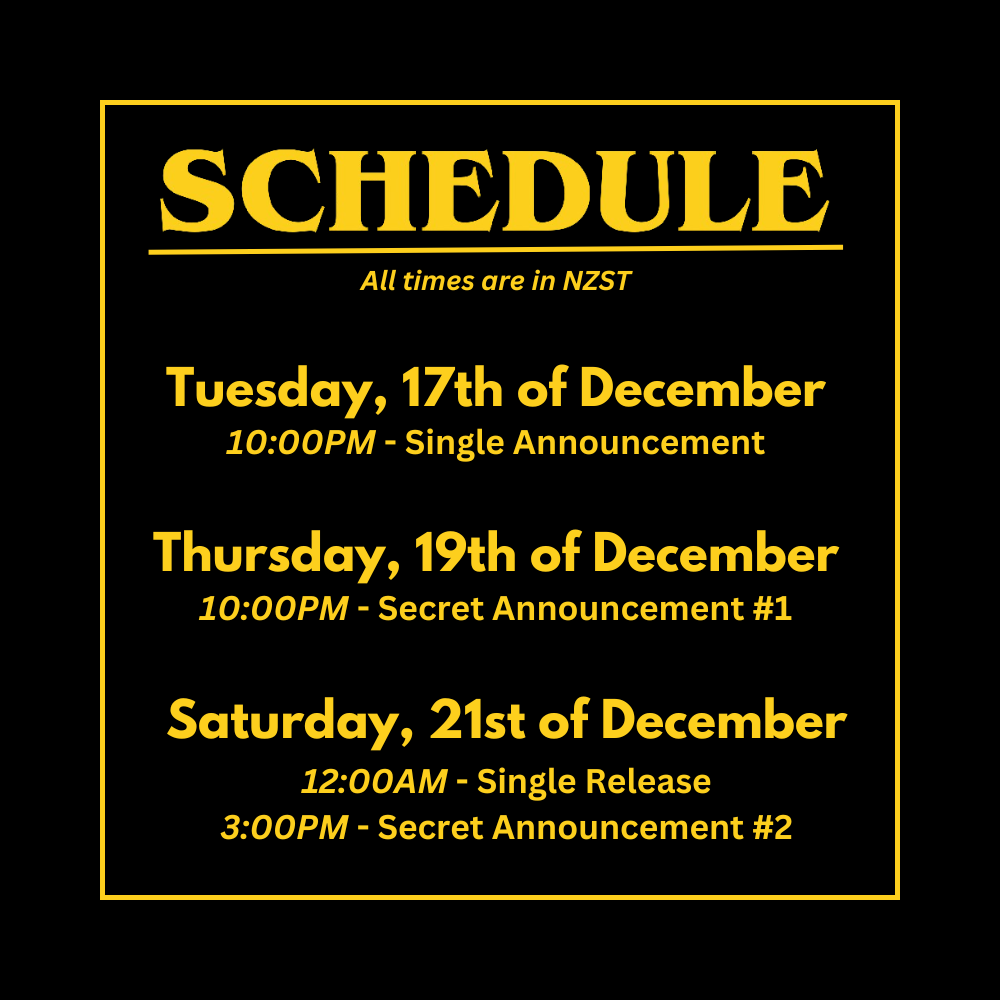 SCHEDULE
All times are in NZST
Tuesday, 17th of December
10:00PM - Single Announcement
Thursday, 19th of December
10:00PM - Secret Announcement #1
Saturday, 21st of December
12:00AM - Single Release
3:00PM - Secret Announcement #2